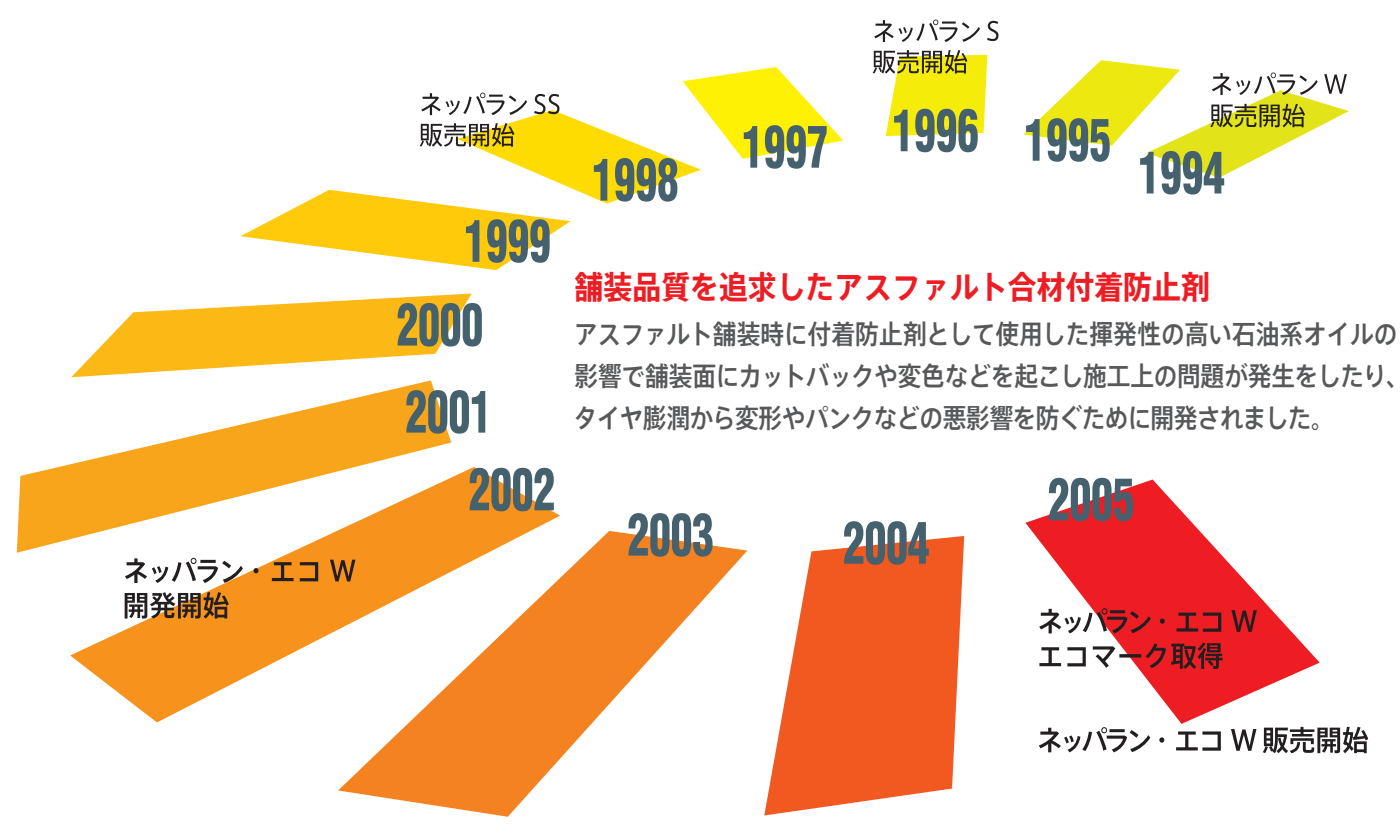 ネッパラン W
販売開始
1994
1995
ネッパラン S
販売開始
1996
1997
ネッパラン SS
販売開始
1998
1999
2000
2001
2002
ネッパラン・エコ W
開発開始
2003
2004
2005
ネッパラン・エコ W
エコマーク取得
ネッパラン・エコ W 販売開始
舗装品質を追求したアスファルト合材付着防止剤
アスファルト舗装時に付着防止剤として使用した揮発性の高い石油系オイルの
影響で舗装面にカットバックや変色などを起こし施工上の問題が発生をしたり、
タイヤ膨潤から変形やパンクなどの悪影響を防ぐために開発されました。